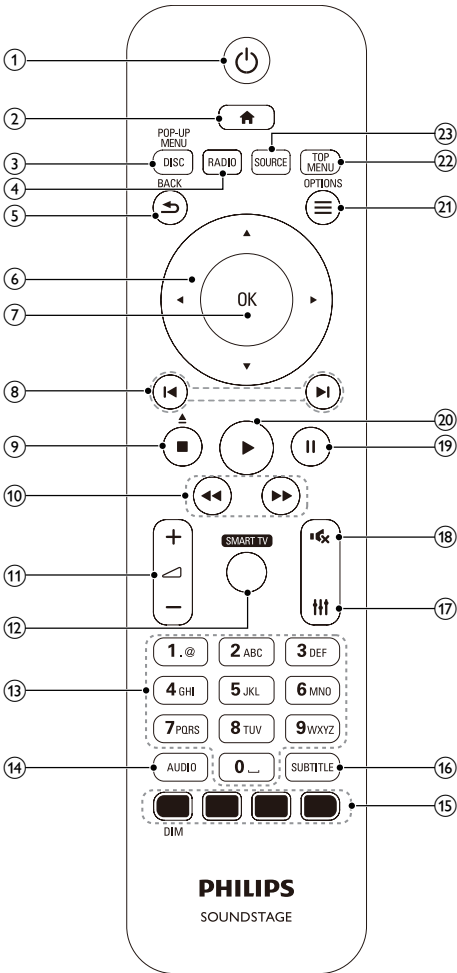 1
2
23
POP-UP
MENU
3
DISC
RADIO
SOURCE
TOP
MENU
22
4
BACK
OPTIONS
5
21
6
OK
7
8
20
9
19
10
SMART TV
18
+
11
−
12
17
1.@
2 ABC
3 DEF
13
4 GHI
5 JKL
6 MNO
7 PQRS
8 TUV
9 WXYZ
14
AUDIO
0
SUBTITLE
16
15
DIM
PHILIPS
SOUNDSTAGE